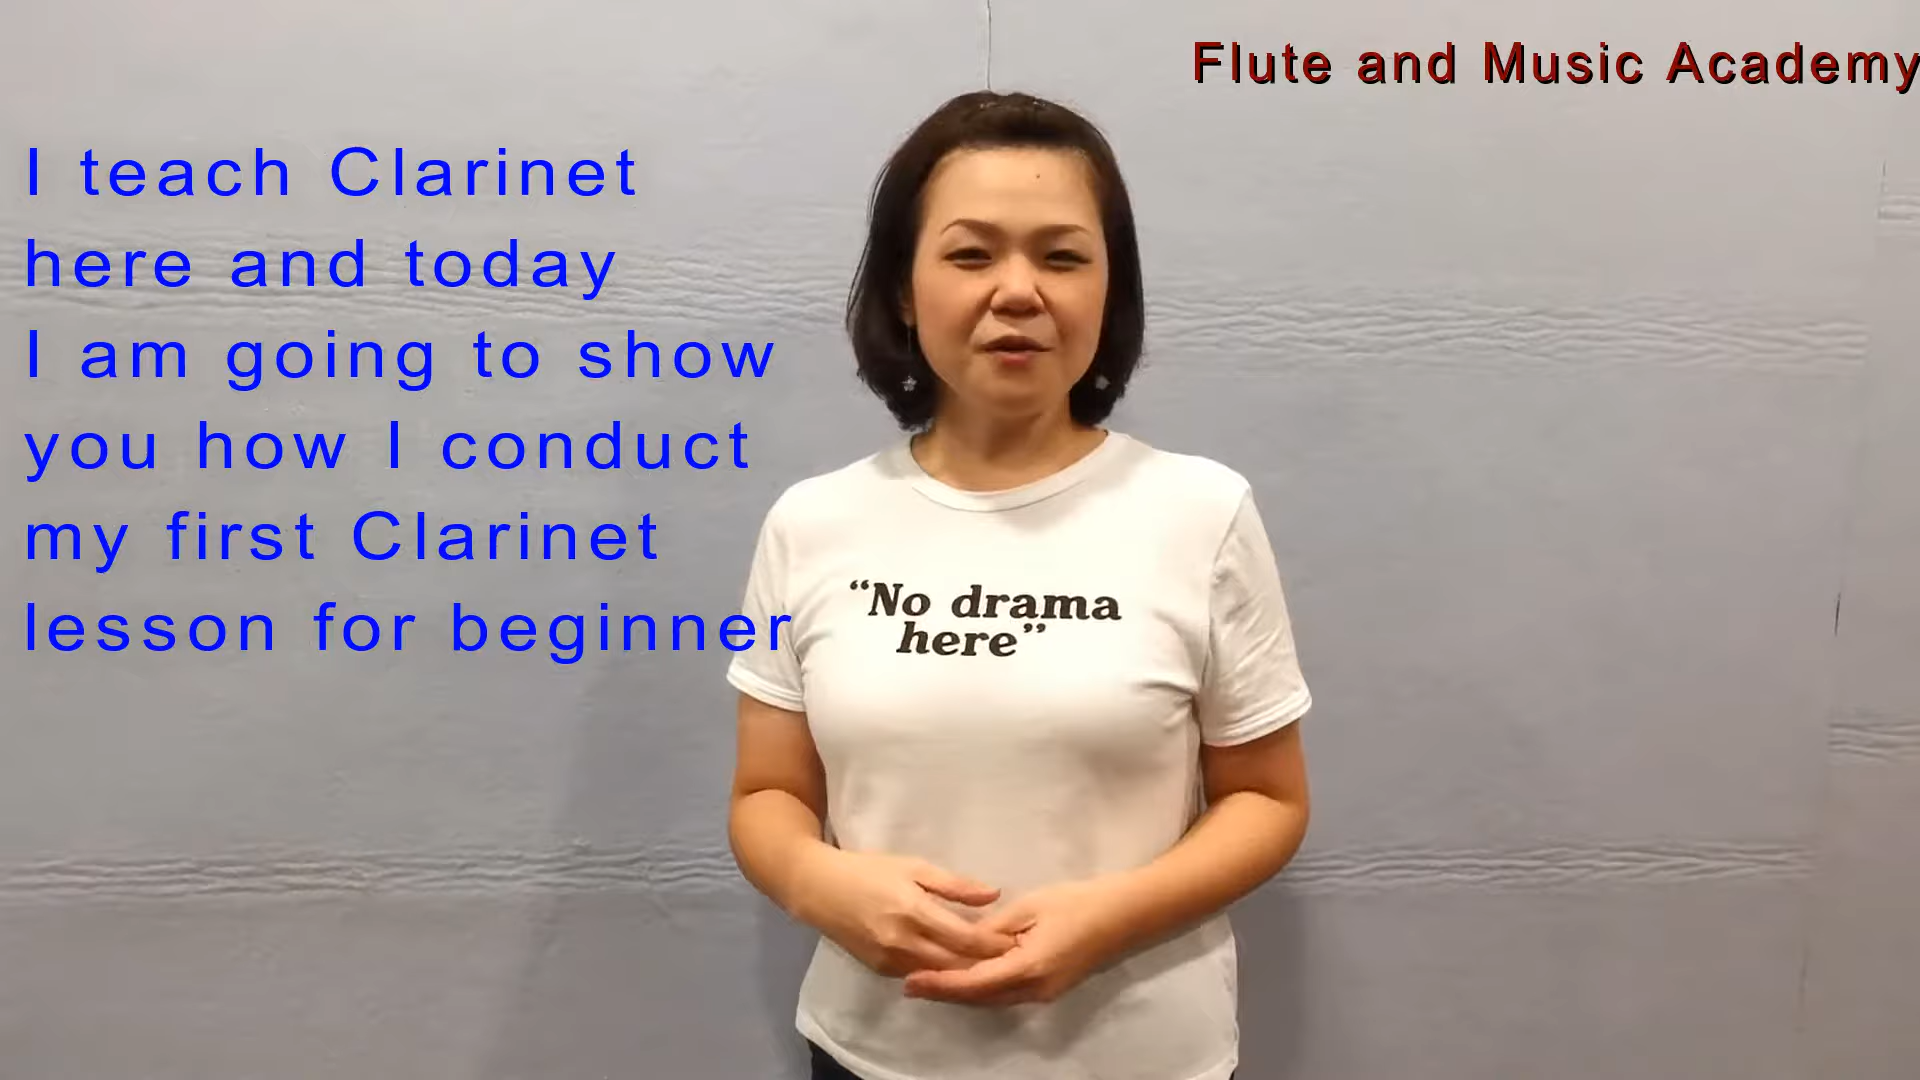 Flute and Music Academy
I teach Clarinet
here and today
I am going to show
you how I conduct
my first Clarinet
lesson for beginner
“No drama
here”